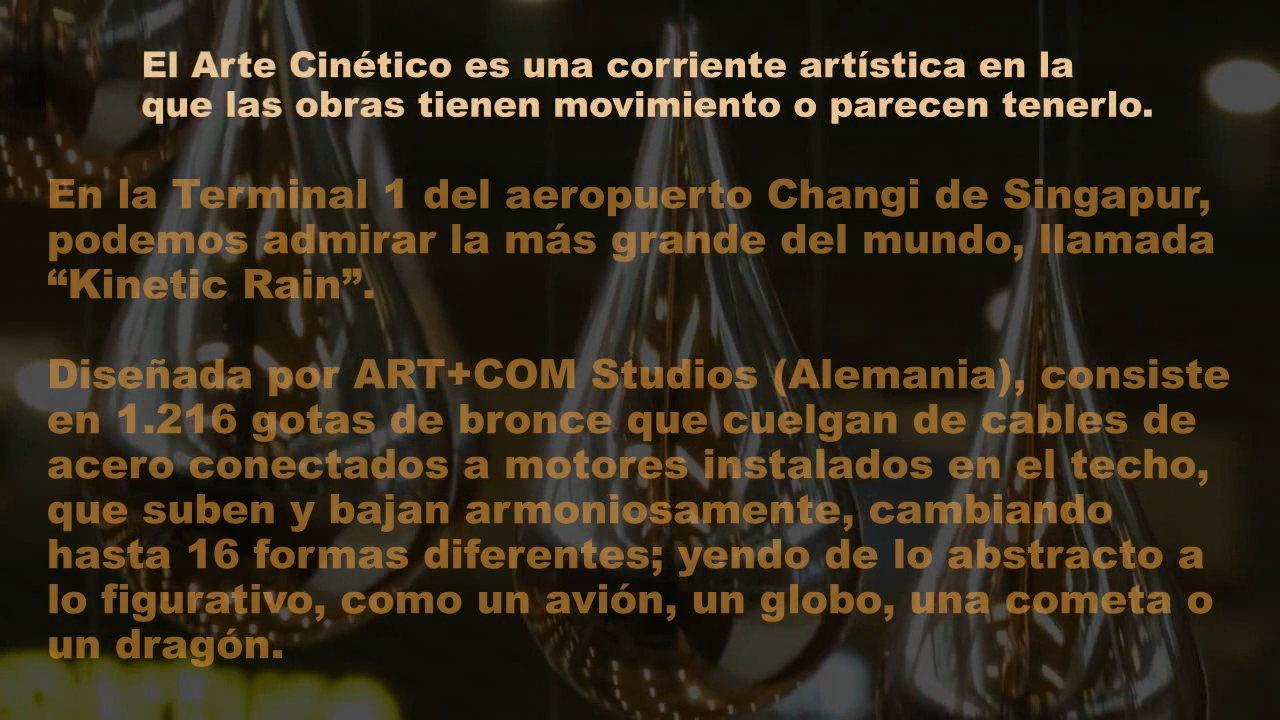 El Arte Cinético es una corriente artística en la
que las obras tienen movimiento o parecen tenerlo.
En la Terminal 1 del aeropuerto Changi de Singapur,
podemos admirar la más grande del mundo, llamada
“Kinetic Rain”.
Diseñada por ART+COM Studios (Alemania), consiste
en 1.216 gotas de bronce que cuelgan de cables de
acero conectados a motores instalados en el techo,
que suben y bajan armoniosamente, cambiando
hasta 16 formas diferentes; yendo de lo abstracto a
lo figurativo, como un avión, un globo, una cometa o
un dragón.